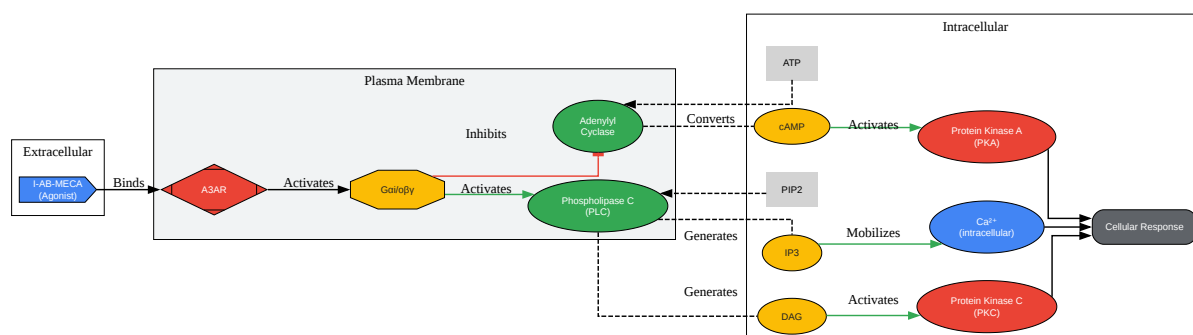 Intracellular
ATP
Plasma Membrane
Adenylyl
Cyclase
Converts
cAMP
Activates
Protein Kinase A
(PKA)
Inhibits
Extracellular
I-AB-MECA
(Agonist)
Binds
A3AR
Activates
Gαi/oβγ
Activates
Phospholipase C
(PLC)
PIP2
Generates
IP3
Mobilizes
Ca²⁺
(intracellular)
Cellular Response
Generates
DAG
Activates
Protein Kinase C
(PKC)